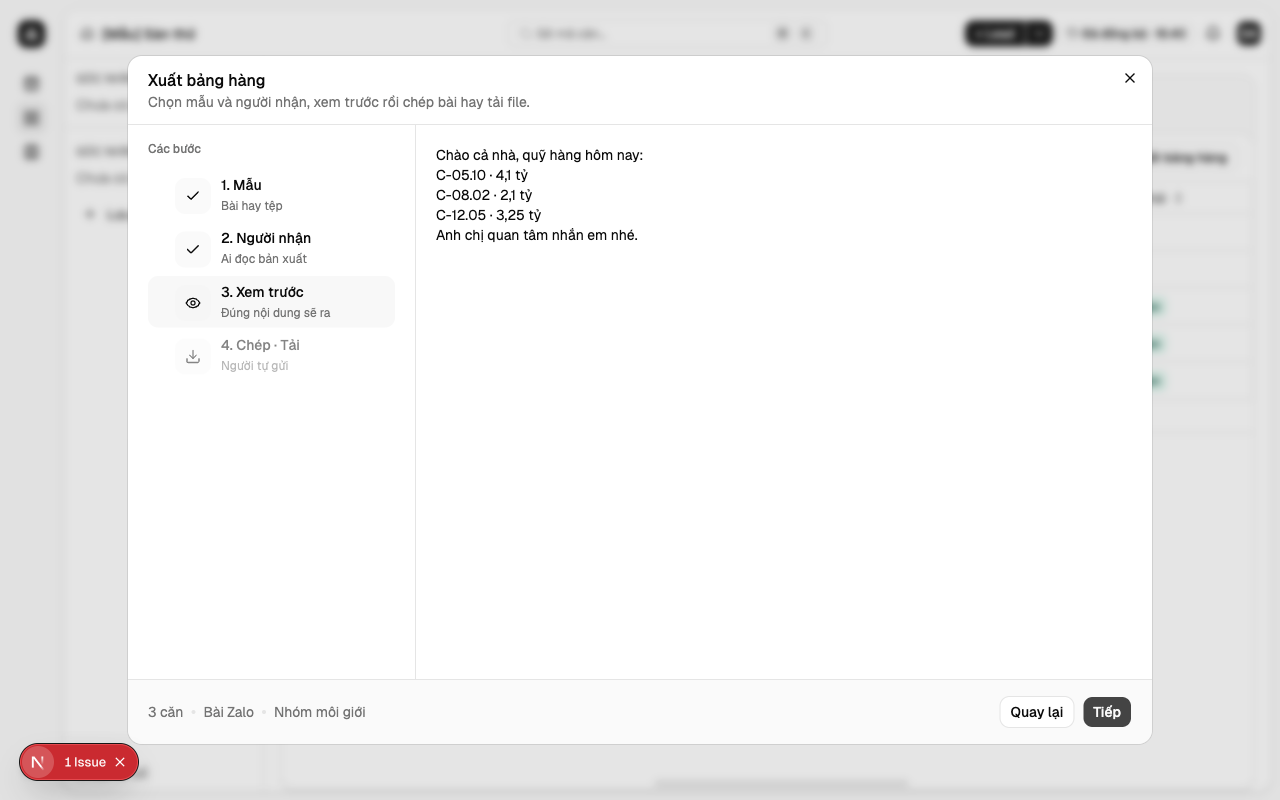 Xuất bảng hàng
Chọn mẫu và người nhận, xem trước rồi chép bài hay tải file.
Các bước
1. Mẫu
Bài hay tệp
2. Người nhận
Ai đọc bản xuất
3. Xem trước
Đúng nội dung sẽ ra
4. Chép · Tải
Người tự gửi
Chào cả nhà, quỹ hàng hôm nay:
C-05.10 · 4,1 tỷ
C-08.02 · 2,1 tỷ
C-12.05 · 3,25 tỷ
Anh chị quan tâm nhắn em nhé.
3 căn • Bài Zalo • Nhóm môi giới
Quay lại
Tiếp
N
1 Issue